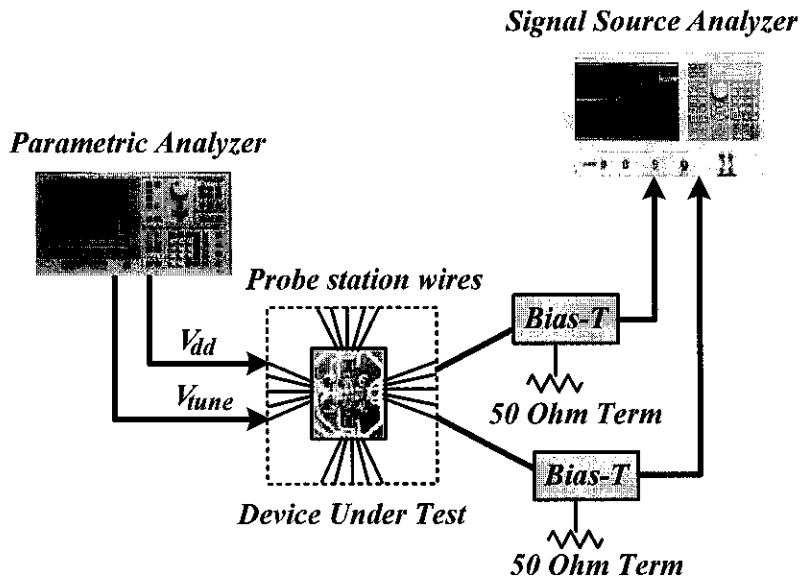 Signal Source Analyzer
Parametric Analyzer
Probe station wires
Bias-T
Vdd
50 Ohm Term
Vtune
Bias-T
Device Under Test
50 Ohm Term